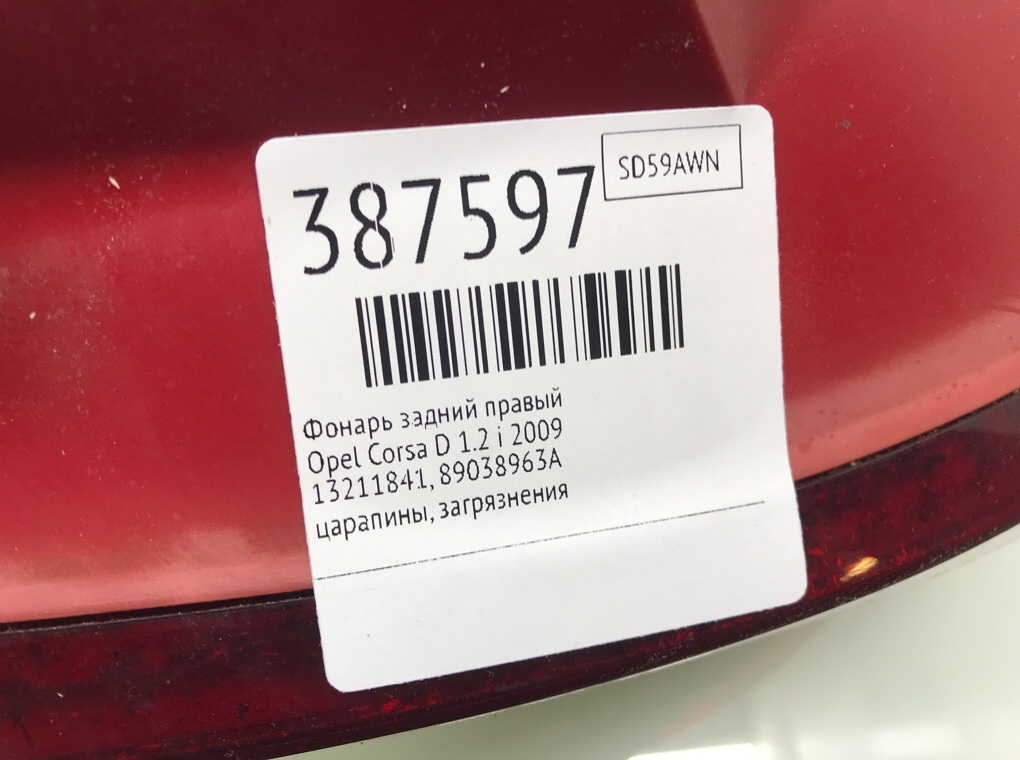 387597
SD59AWN
Фонарь задний правый
Opel Corsa D 1.2 i 2009
13211841, 89038963A
царапины, загрязнения